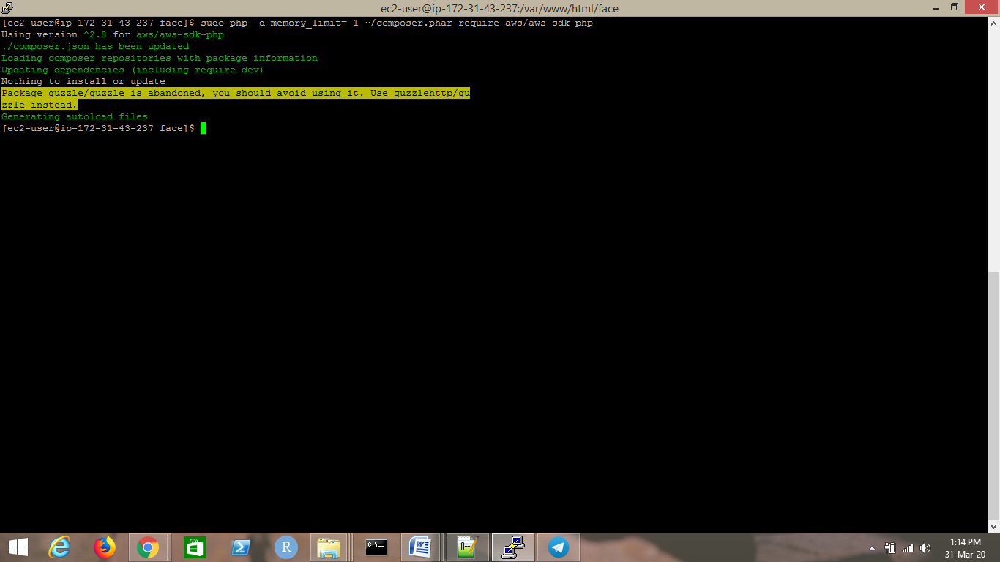 ec2-user@ip-172-31-43-237:/var/www/html/face
[ec2-user@ip-172-31-43-237 face]$ sudo php -d memory_limit=-1 ~/composer.phar require aws/aws-sdk-php
Using version ^2.8 for aws/aws-sdk-php
./composer.json has been updated
Loading composer repositories with package information
Updating dependencies (including require-dev)
Nothing to install or update
Package guzzle/guzzle is abandoned, you should avoid using it. Use guzzlehttp/gu
zzle instead.
Generating autoload files
[ec2-user@ip-172-31-43-237 face]$
C:\_
R
W
n++
1:14 PM
31-Mar-20